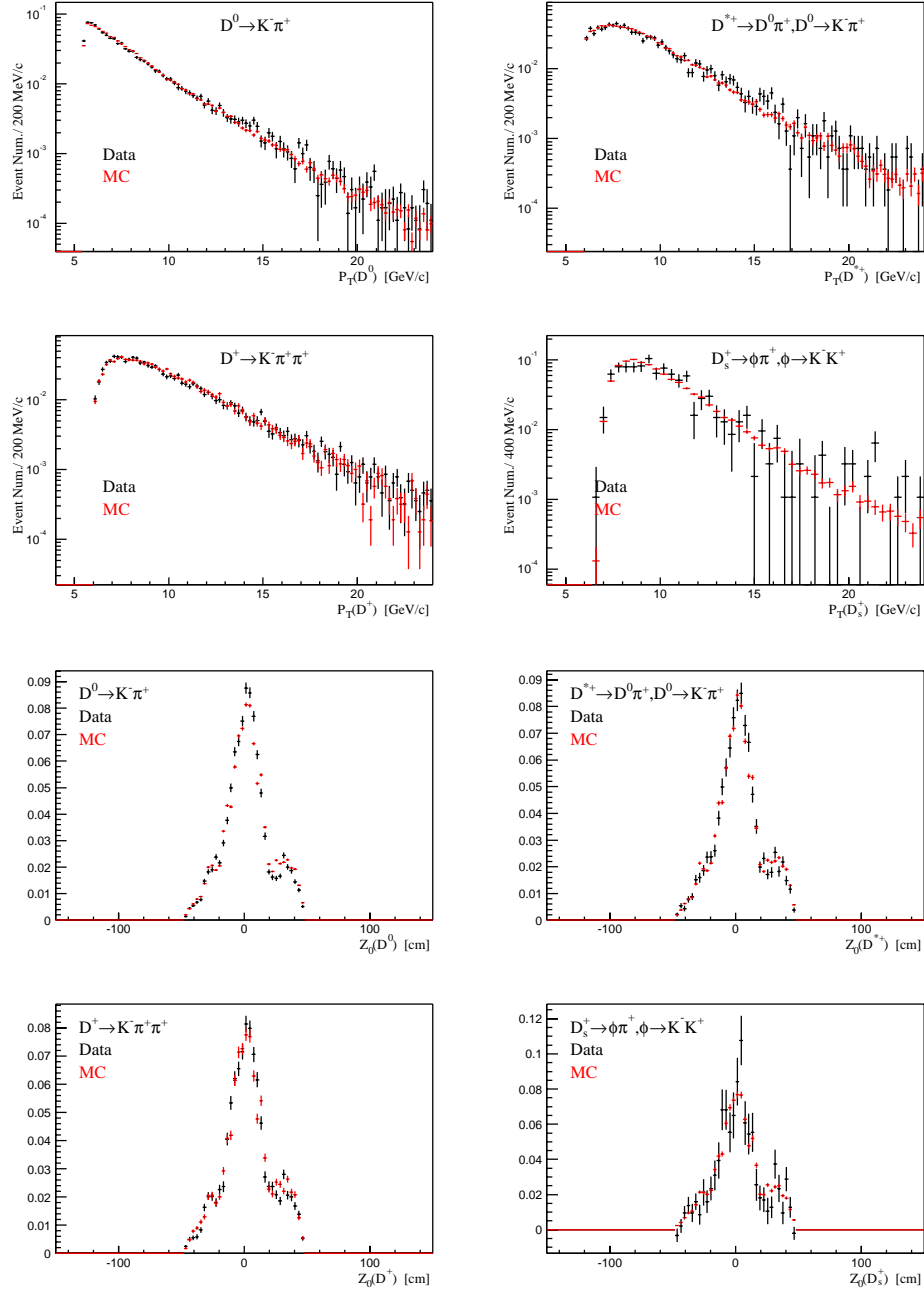 D⁰→K⁻π⁺
Data
MC
Event Num./ 200 MeV/c
10⁻¹
10⁻²
10⁻³
10⁻⁴
5 10 15 20
P_T(D⁰) [GeV/c]
D*⁺→D⁰π⁺,D⁰→K⁻π⁺
Data
MC
Event Num./ 200 MeV/c
10⁻¹
10⁻²
10⁻³
10⁻⁴
5 10 15 20
P_T(D*⁺) [GeV/c]
D⁺→K⁻π⁺π⁺
Data
MC
Event Num./ 200 MeV/c
10⁻¹
10⁻²
10⁻³
10⁻⁴
5 10 15 20
P_T(D⁺) [GeV/c]
D_s⁺→ϕπ⁺,ϕ→K⁻K⁺
Data
MC
Event Num./ 400 MeV/c
10⁻¹
10⁻²
10⁻³
10⁻⁴
5 10 15 20
P_T(D_s⁺) [GeV/c]
D⁰→K⁻π⁺
Data
MC
0.09
0.08
0.07
0.06
0.05
0.04
0.03
0.02
0.01
0
-100 0 100
Z₀(D⁰) [cm]
D*⁺→D⁰π⁺,D⁰→K⁻π⁺
Data
MC
0.09
0.08
0.07
0.06
0.05
0.04
0.03
0.02
0.01
0
-100 0 100
Z₀(D*⁺) [cm]
D⁺→K⁻π⁺π⁺
Data
MC
0.08
0.07
0.06
0.05
0.04
0.03
0.02
0.01
0
-100 0 100
Z₀(D⁺) [cm]
D_s⁺→ϕπ⁺,ϕ→K⁻K⁺
Data
MC
0.12
0.1
0.08
0.06
0.04
0.02
0
-100 0 100
Z₀(D_s⁺) [cm]